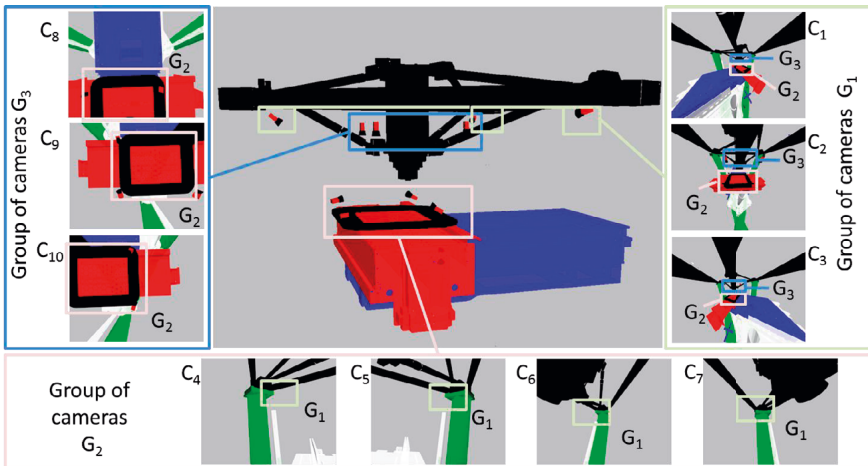 Group of cameras G3
C8
G2
C9
G2
C10
G2
C1
G3
G2
C2
G3
G2
C3
G3
G2
Group of cameras G1
Group of
cameras
G2
C4
G1
C5
G1
C6
G1
C7
G1